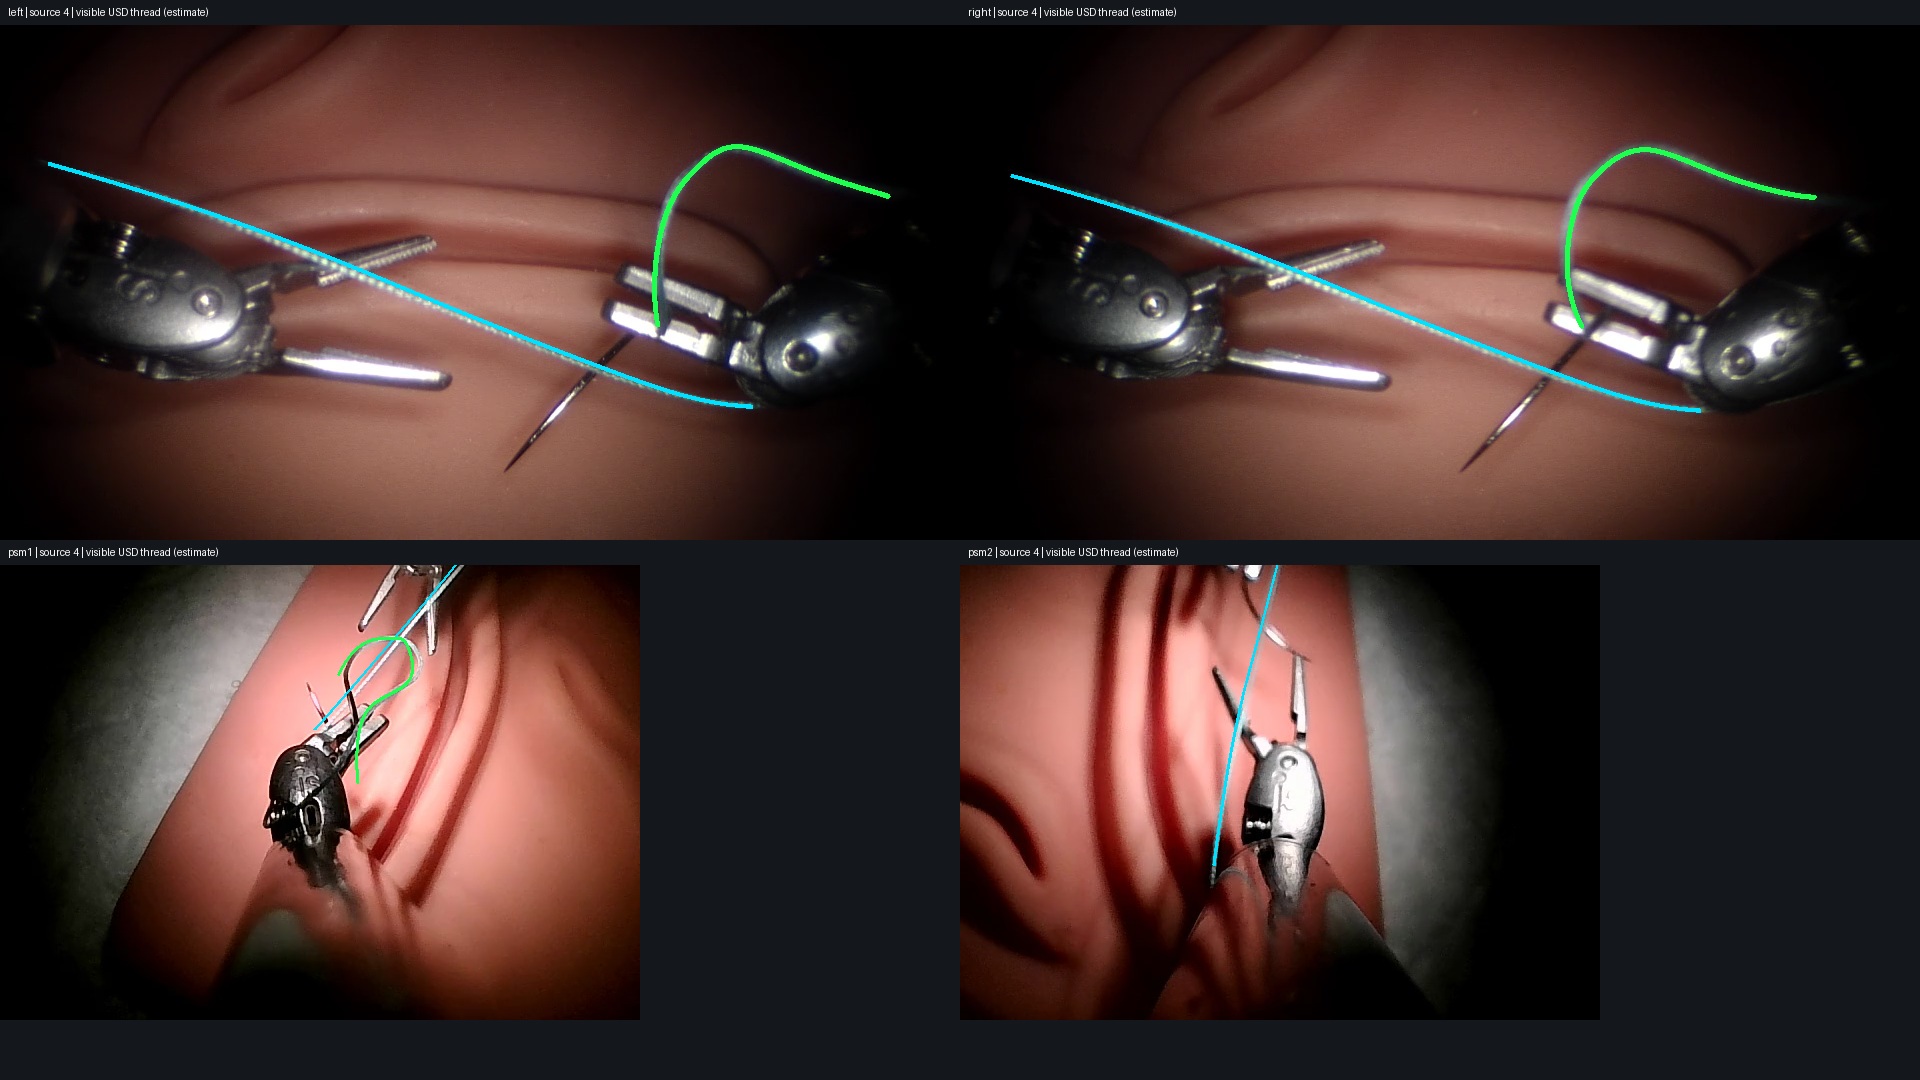 left | source 4 | visible USD thread (estimate)
right | source 4 | visible USD thread (estimate)
psm1 | source 4 | visible USD thread (estimate)
psm2 | source 4 | visible USD thread (estimate)